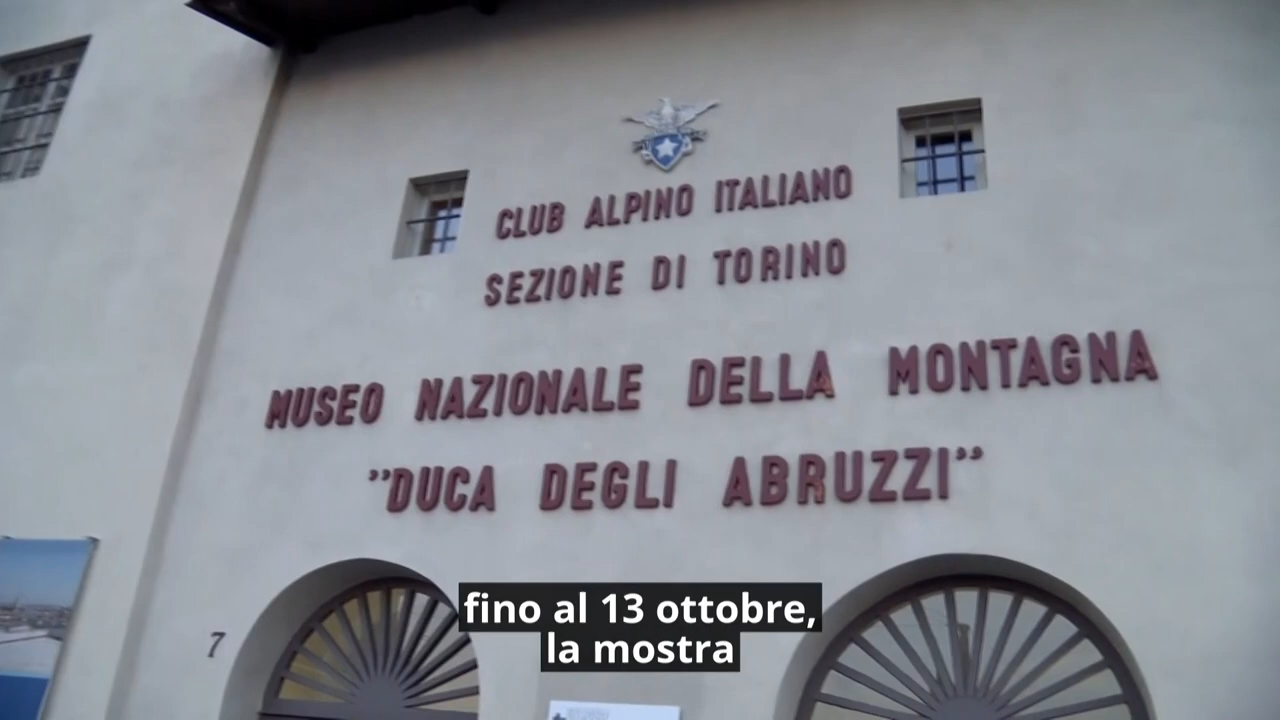 CLUB ALPINO ITALIANO
SEZIONE DI TORINO
MUSEO NAZIONALE DELLA MONTAGNA
"DUCA DEGLI ABRUZZI"
7
fino al 13 ottobre,
la mostra